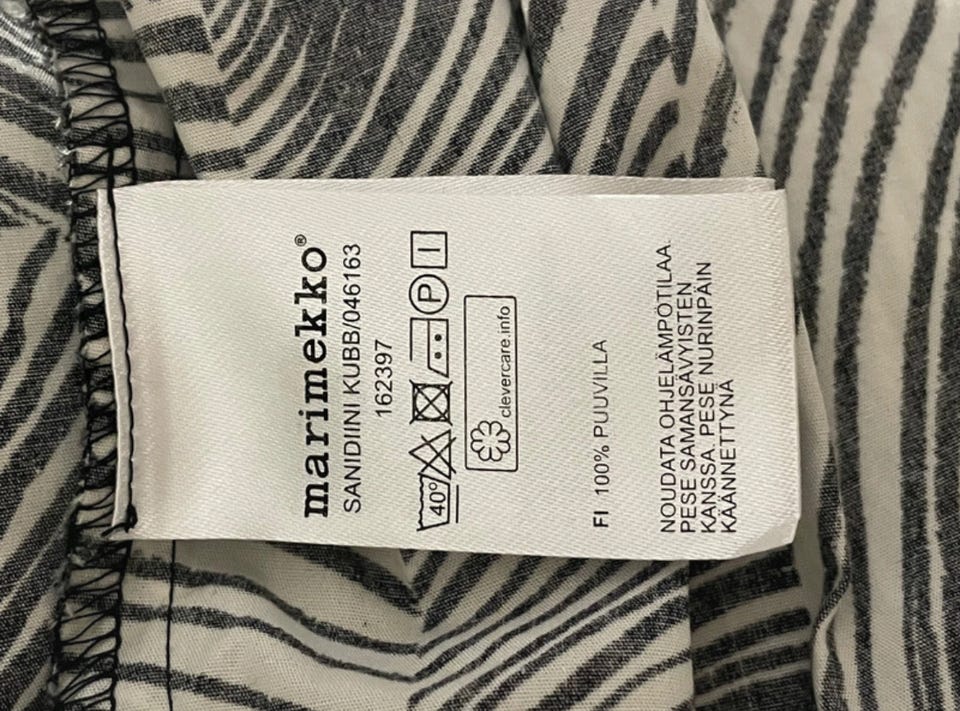 marimekko®
SANIDIINI KUBB/046163
162397
40° P
clevercare.info
FI 100% PUUVILLA
NOUDATA OHJELÄMPÖTILAA.
PESE SAMANSÄVYISTEN
KANSSA. PESE NURINPÄIN
KÄÄNNETTYNÄ